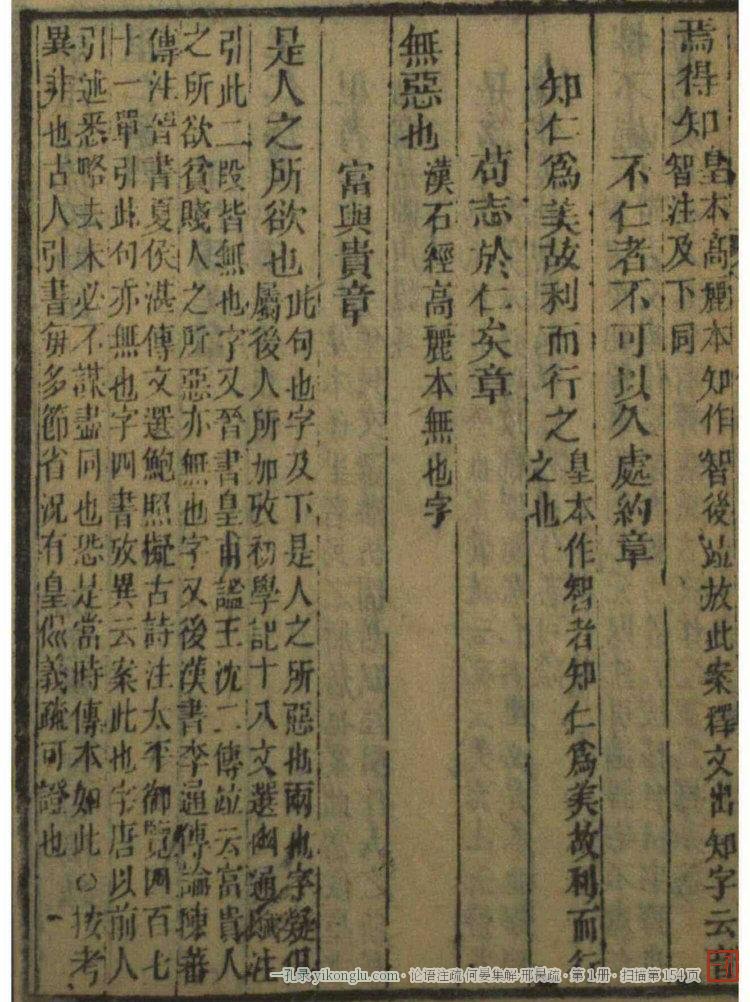 焉得知皇本高麗本知作智後竝放此案釋文出知字云音
智注及下同
不仁者不可以久處約章
知仁爲美故利而行之皇本作智者知仁爲美故利而行
之也
苟志於仁矣章
無惡也漢石經高麗本無也字
富與貴章
是人之所欲也此句也字及下是人之所惡也兩也字疑俱
屬後人所加攷初學記十八文選幽通賦注
引此二段皆無也字又晉書皇甫謐王沈二傳竝云富貴人
之所欲貧賤人之所惡亦無也字又後漢書李通傳論陳蕃
傳注晉書夏侯湛傳文選鮑照擬古詩注太平御覽四百七
十一單引此句亦無也字四書攷異云案此也字唐以前人
引述悉略去未必不謀盡同也恐是當時傳本如此○按考
異非也古人引書每多節省況有皇侃義疏可證也
一孔录yikonglu.com·论语注疏·何晏集解·邢昺疏·第1册·扫描第154页